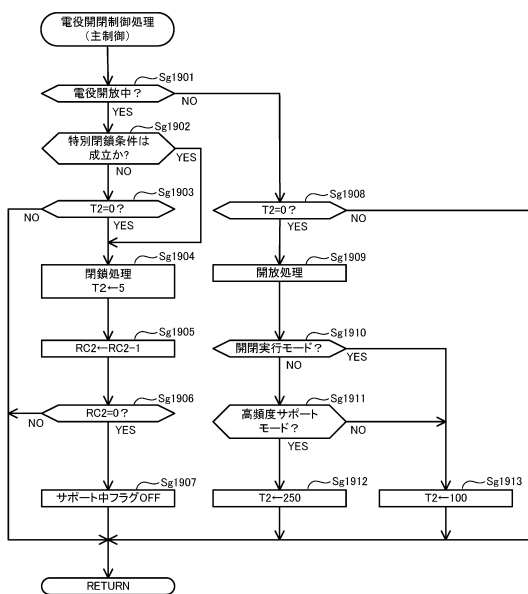 電役開閉制御処理
(主制御)
Sg1901
電役開放中？
YES
NO
Sg1902
特別閉鎖条件は
成立か?
YES
NO
Sg1903
T2=0？
NO
YES
Sg1904
閉鎖処理
T2←5
Sg1905
RC2←RC2-1
Sg1906
RC2=0？
NO
YES
Sg1907
サポート中フラグOFF
Sg1908
T2=0？
NO
YES
Sg1909
開放処理
Sg1910
開閉実行モード？
YES
NO
Sg1911
高頻度サポート
モード？
NO
YES
Sg1912
T2←250
Sg1913
T2←100
RETURN